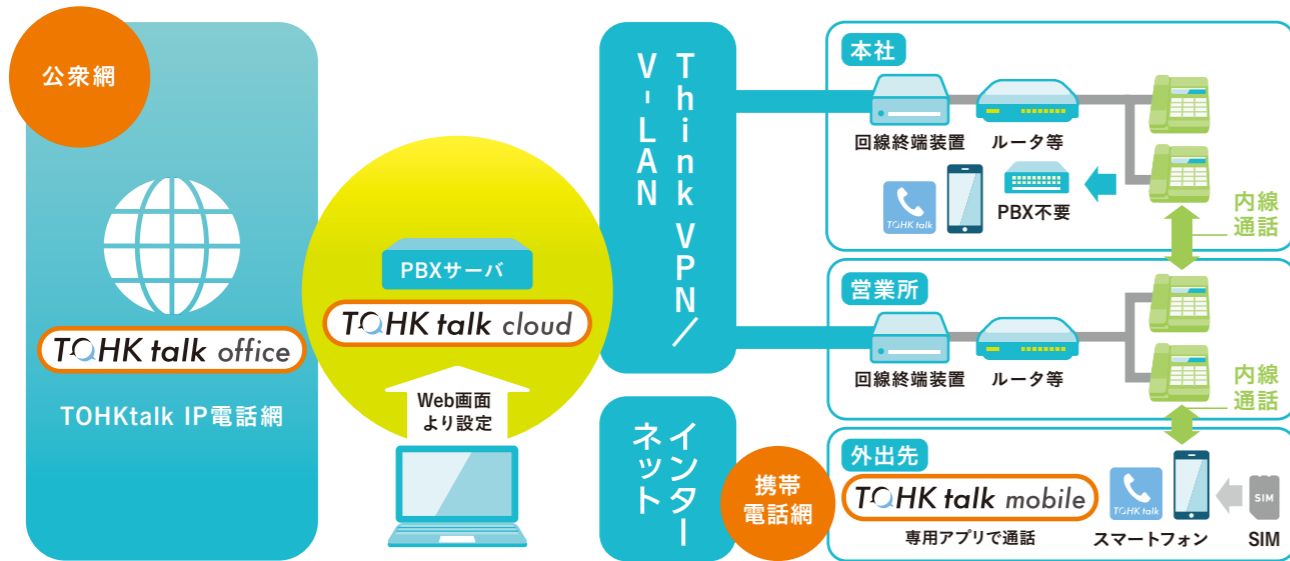 公衆網
TOHK talk office
TOHKtalk IP電話網
PBXサーバ
TOHK talk cloud
Web画面
より設定
Think VPN／
V-LAN
インター
ネット
携帯
電話網
本社
回線終端装置
ルータ等
TOHK talk
PBX不要
内線
通話
営業所
回線終端装置
ルータ等
内線
通話
外出先
TOHK talk mobile
専用アプリで通話
TOHK talk
スマートフォン
SIM
SIM